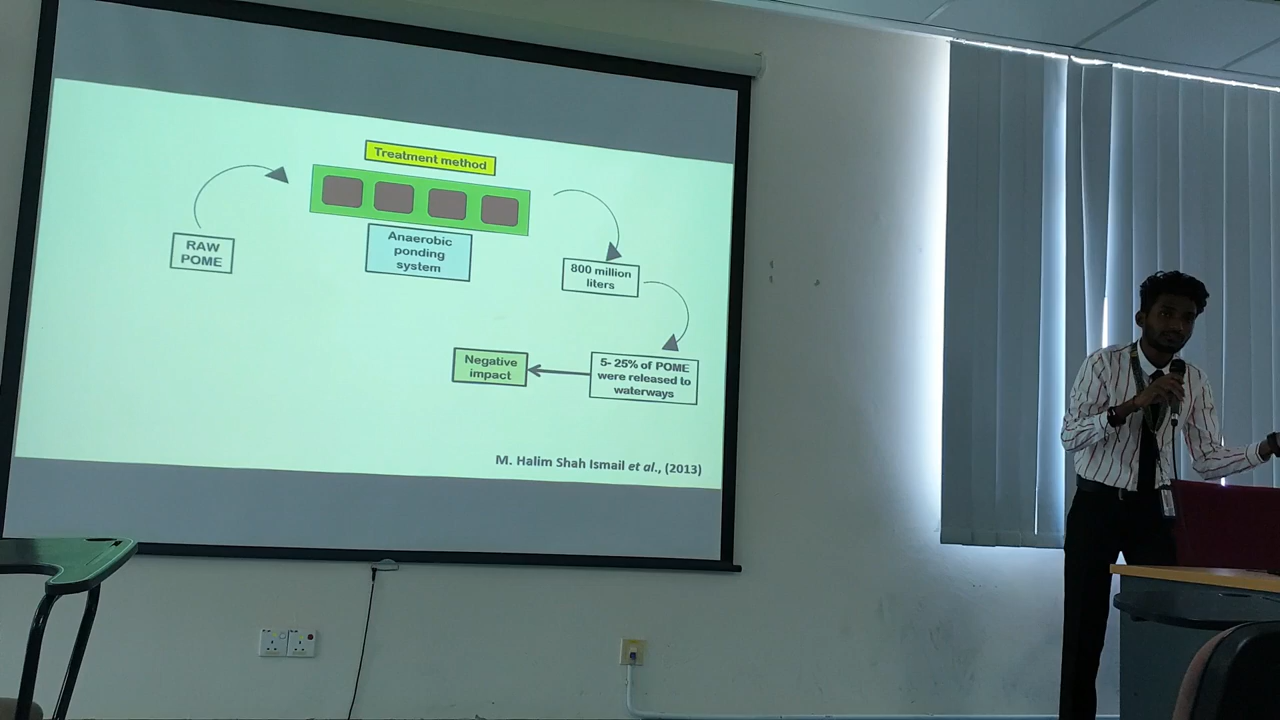 Treatment method
RAW
POME
Anaerobic
ponding
system
800 million
liters
5- 25% of POME
were released to
waterways
Negative
impact
M. Halim Shah Ismail et al., (2013)